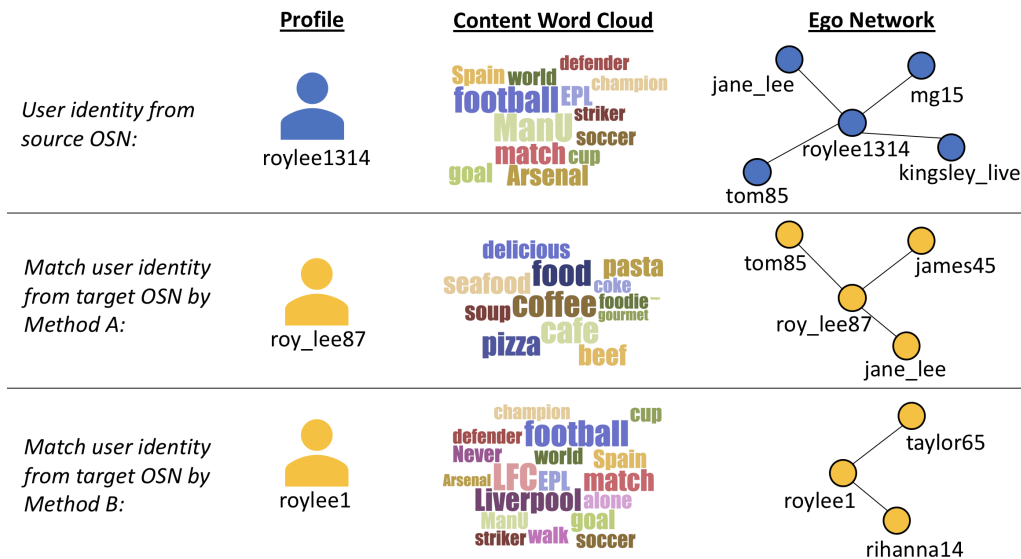 Profile
Content Word Cloud
Ego Network
User identity from
source OSN:
roylee1314
defender
Spain world champion
football EPL
striker
ManU soccer
match cup
goal Arsenal
jane_lee
mg15
roylee1314
kingsley_live
tom85
Match user identity
from target OSN by
Method A:
roy_lee87
delicious
seafood food pasta
coke
soup coffee foodie
gourmet
cafe
pizza beef
tom85
james45
roy_lee87
jane_lee
Match user identity
from target OSN by
Method B:
roylee1
champion cup
defender football
Never world Spain
Arsenal LFC EPL match
Liverpool alone
ManU goal
striker walk soccer
taylor65
roylee1
rihanna14